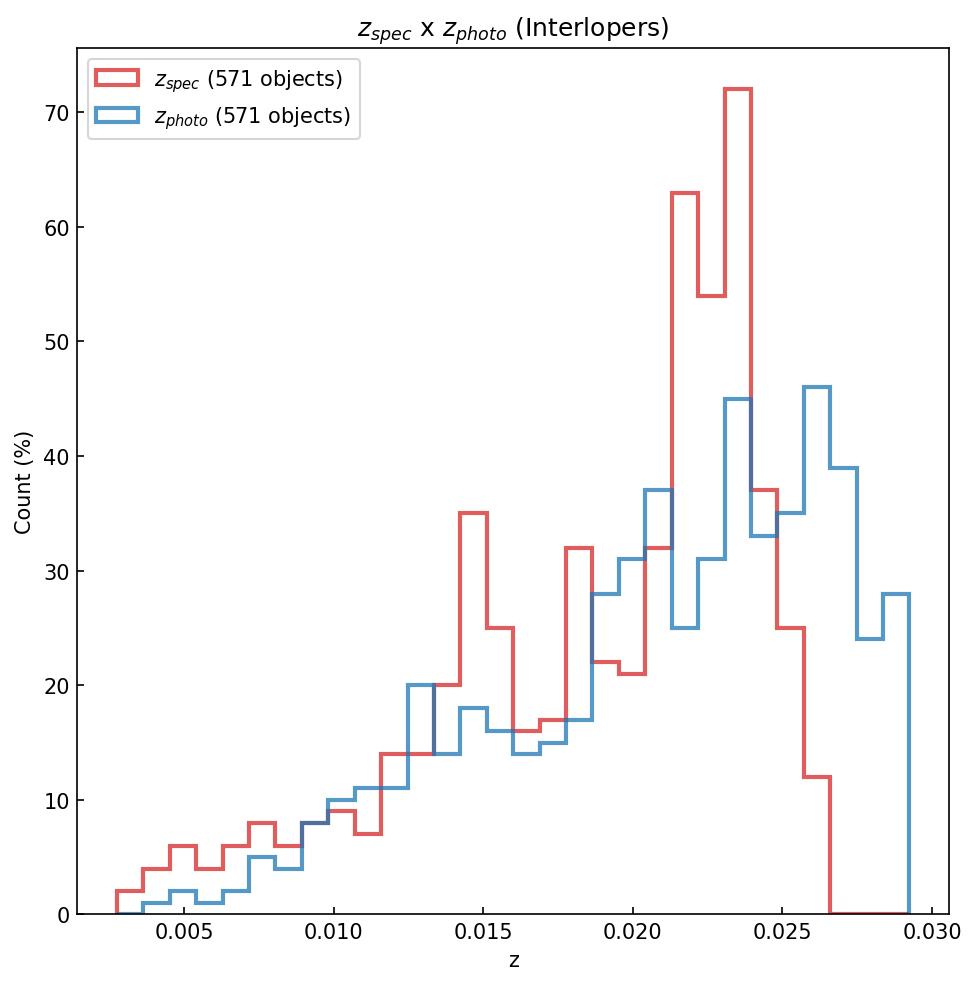 z_spec x z_photo (Interlopers)
z_spec (571 objects)
z_photo (571 objects)
70
60
50
40
30
20
10
0
Count (%)
0.005 0.010 0.015 0.020 0.025 0.030
z